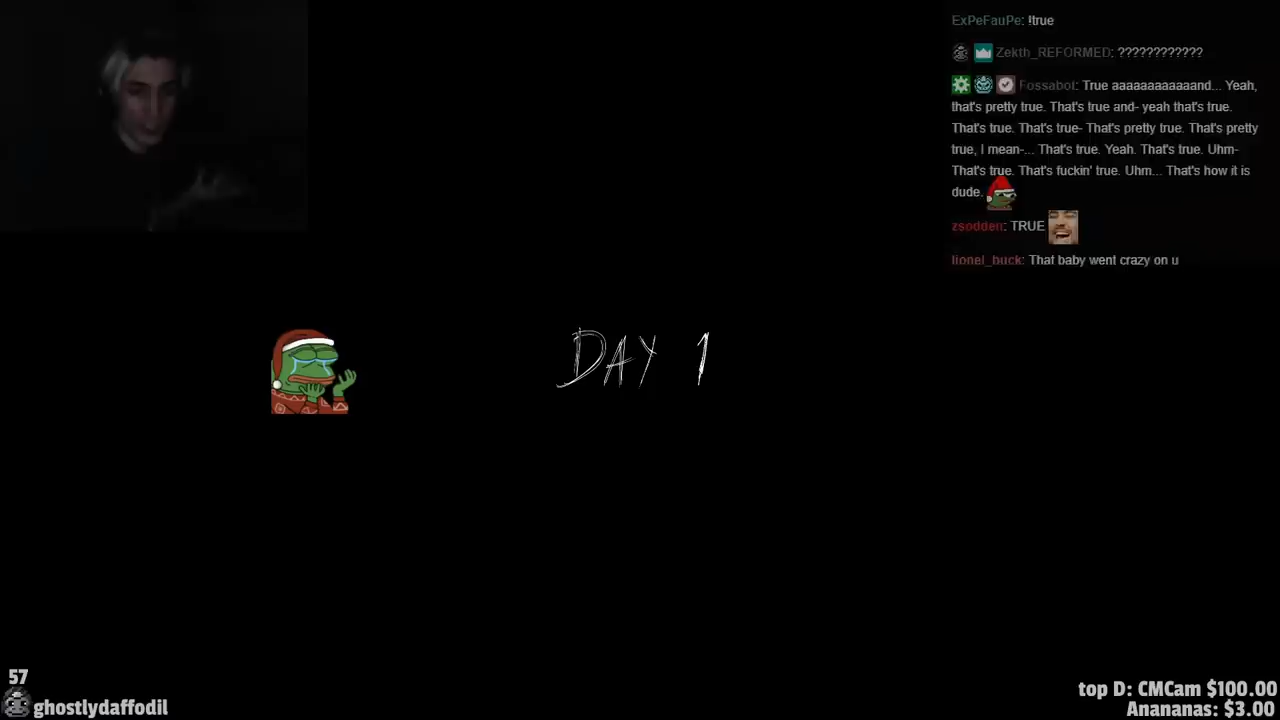 ExPeFauPe: !true
Zekth_REFORMED: ????????????
Fossabot: True aaaaaaaaaaaaand... Yeah,
that's pretty true. That's true and- yeah that's true.
That's true. That's true- That's pretty true. That's pretty
true, I mean-... That's true. Yeah. That's true. Uhm-
That's true. That's fuckin' true. Uhm... That's how it is
dude.
zsodden: TRUE
lionel_buck: That baby went crazy on u
DAY 1
57
ghostlydaffodil
top D: CMCam $100.00
Anananas: $3.00